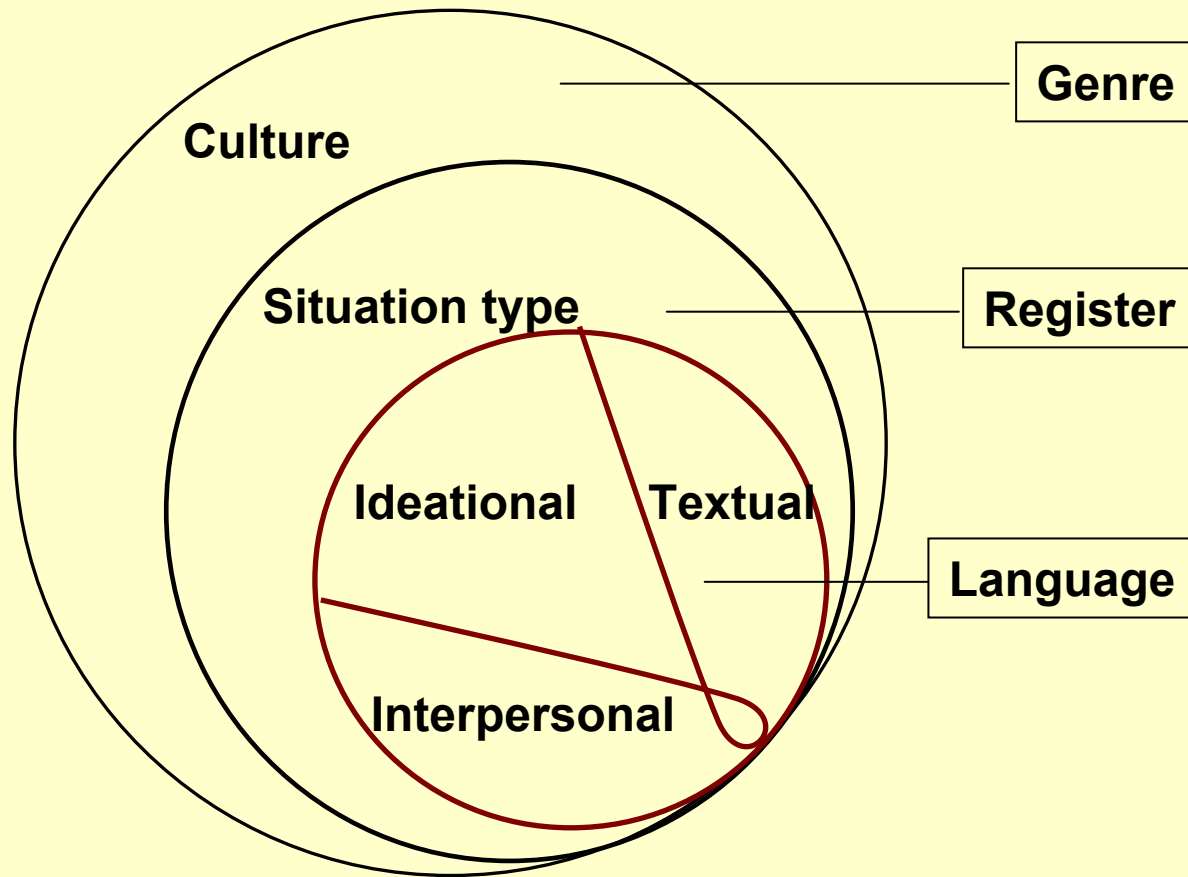 Genre
Culture
Situation type
Register
Ideational
Textual
Language
Interpersonal